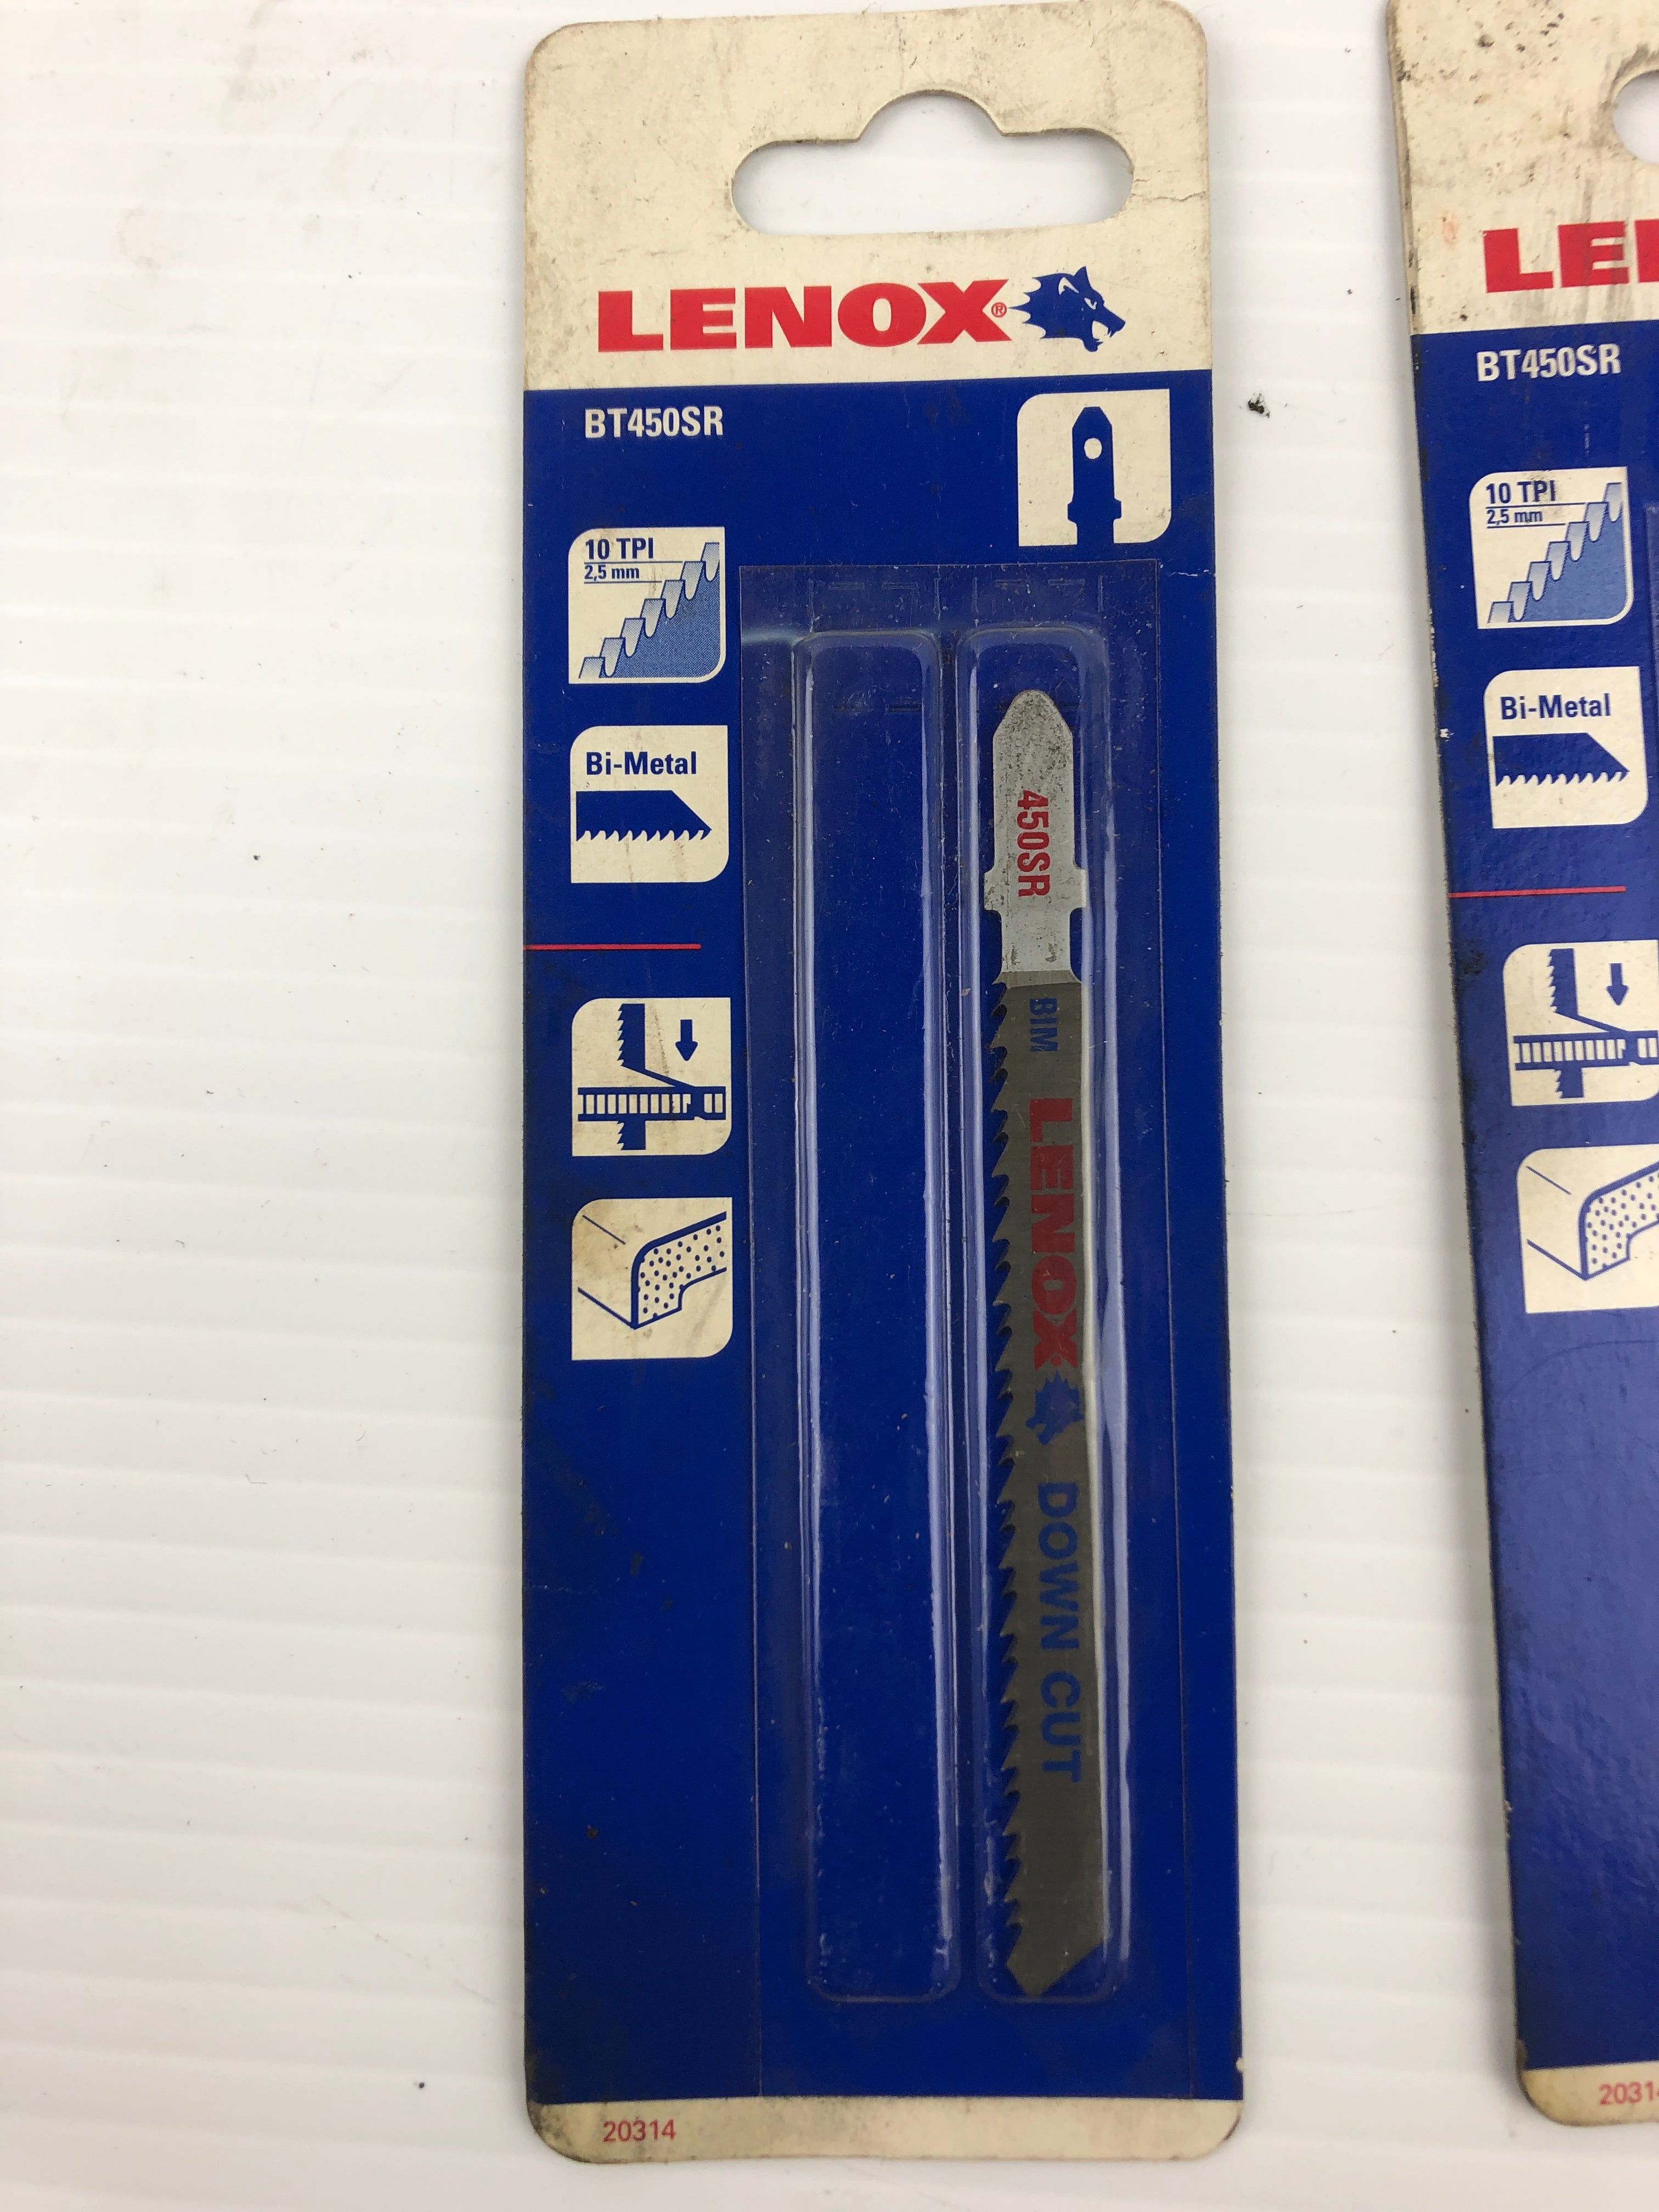 LENOX®
BT450SR
10 TPI
2,5 mm
Bi-Metal
450SR
BIM
LENOX
DOWN CUT
20314
LE
BT450SR
10 TPI
2,5 mm
Bi-Metal
2031